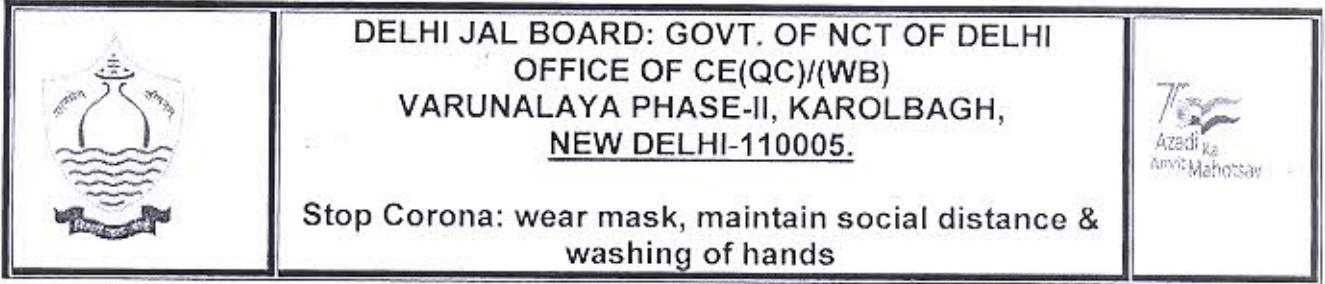 DELHI JAL BOARD: GOVT. OF NCT OF DELHI
OFFICE OF CE(QC)/(WB)
VARUNALAYA PHASE-II, KAROLBAGH,
NEW DELHI-110005.
Stop Corona: wear mask, maintain social distance &
washing of hands
75
Azadi Ka
Amrit Mahotsav